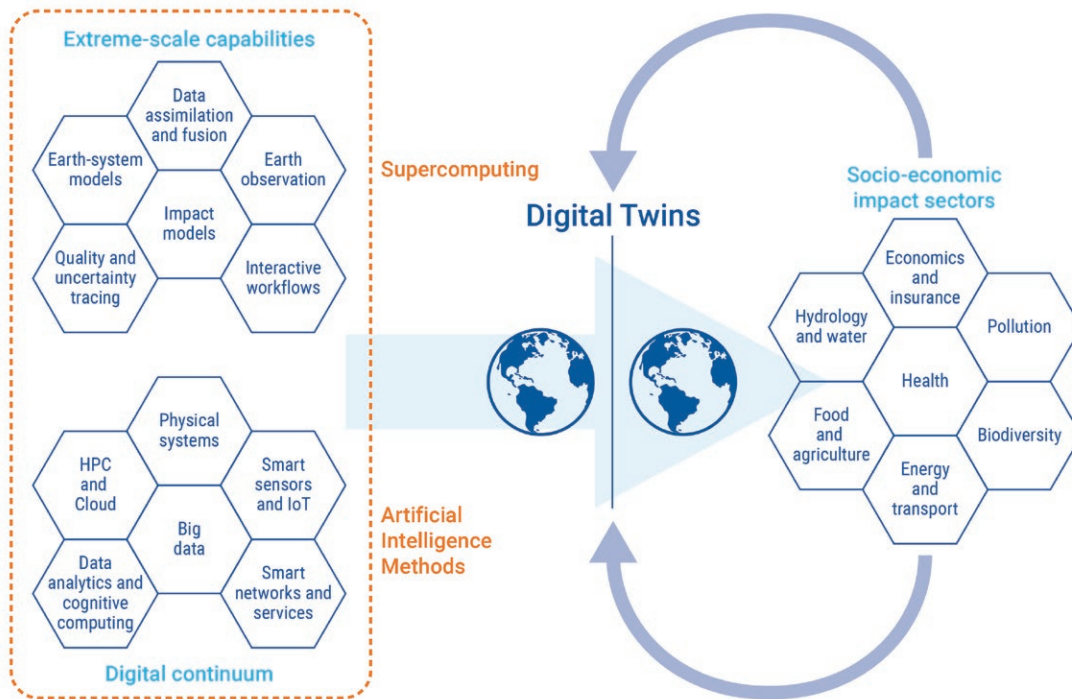 Extreme-scale capabilities
Data
assimilation
and fusion
Earth-system
models
Earth
observation
Impact
models
Quality and
uncertainty
tracing
Interactive
workflows
Physical
systems
HPC
and
Cloud
Smart
sensors
and IoT
Big
data
Data
analytics and
cognitive
computing
Smart
networks and
services
Digital continuum
Supercomputing
Artificial
Intelligence
Methods
Digital Twins
Socio-economic
impact sectors
Economics
and
insurance
Hydrology
and water
Pollution
Health
Food
and
agriculture
Biodiversity
Energy
and
transport